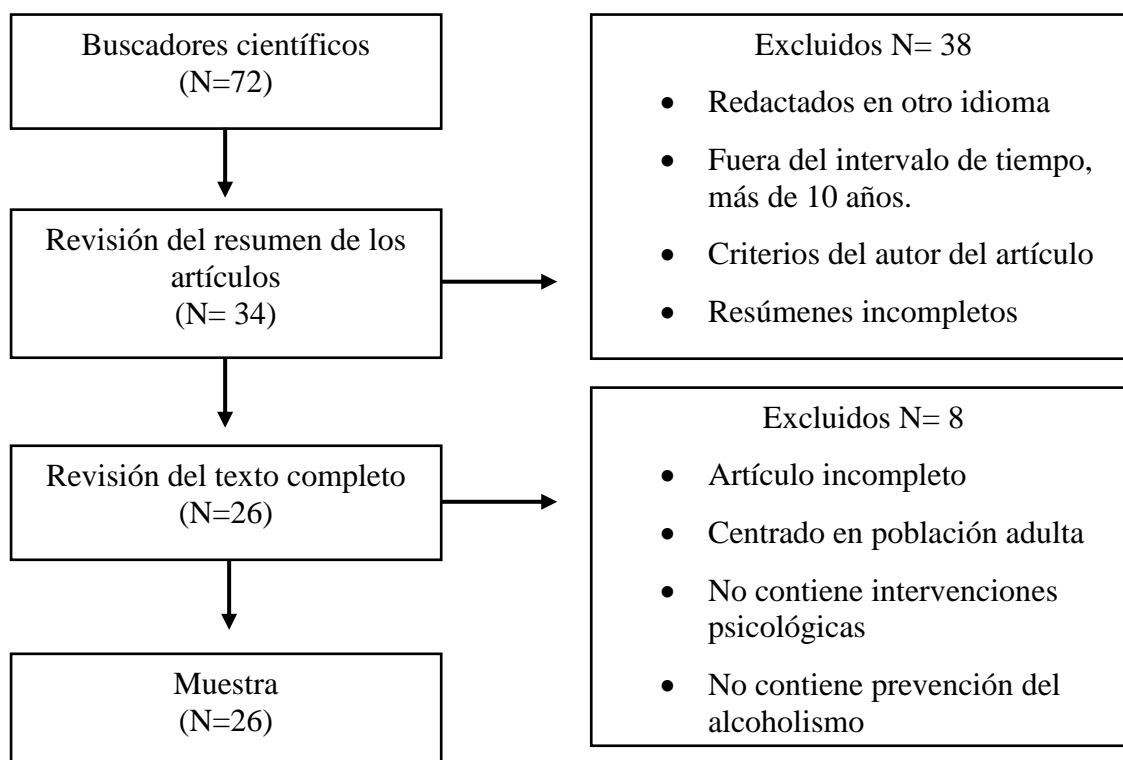 Buscadores científicos
(N=72)
Excluidos N= 38
• Redactados en otro idioma
• Fuera del intervalo de tiempo,
más de 10 años.
• Criterios del autor del artículo
• Resúmenes incompletos
Revisión del resumen de los
artículos
(N= 34)
Revisión del texto completo
(N=26)
Excluidos N= 8
• Artículo incompleto
• Centrado en población adulta
• No contiene intervenciones
psicológicas
• No contiene prevención del
alcoholismo
Muestra
(N=26)